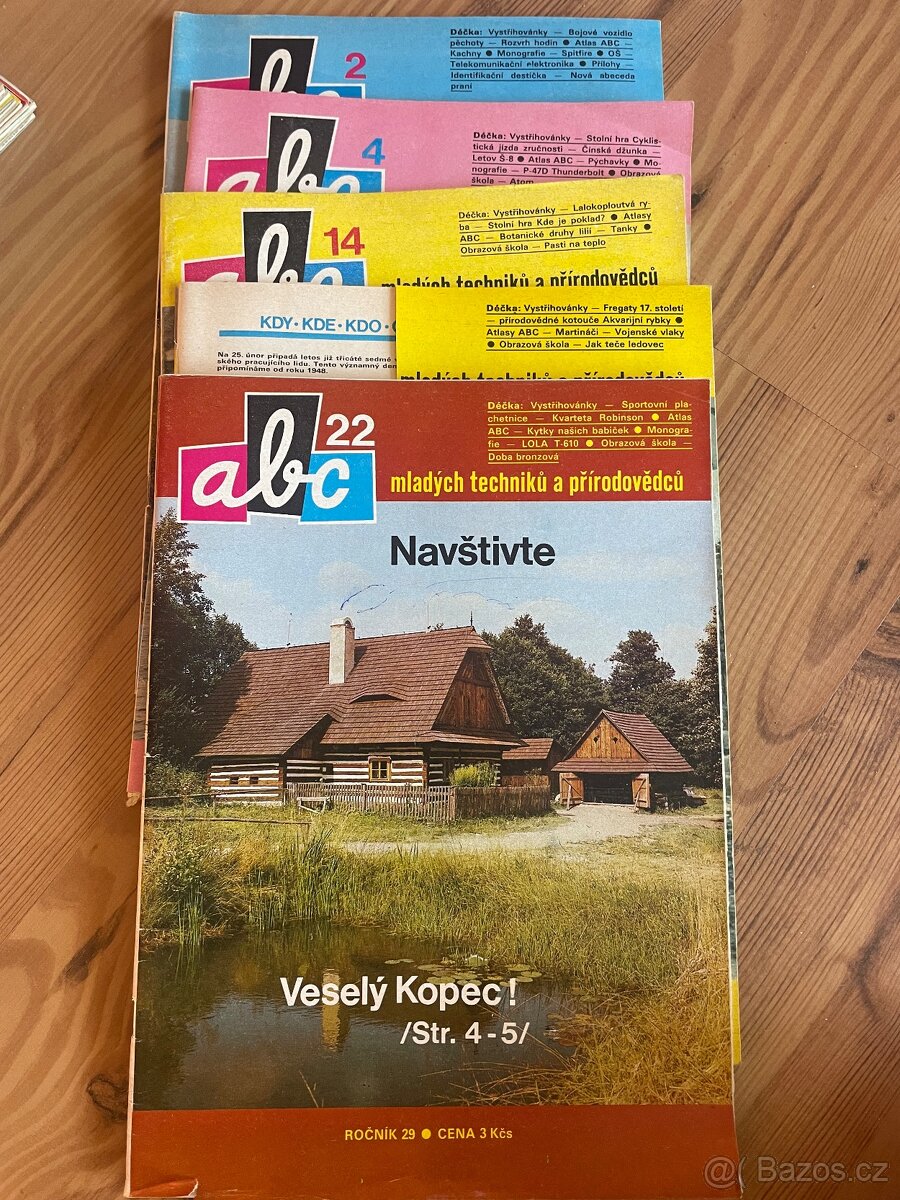 Déčka: Vystřihovánky — Bojové vozidlo
pěchoty — Rozvrh hodin ● Atlas ABC —
Kachny ● Monografie — Spitfire ● OŠ —
Telekomunikační elektronika ● Přílohy —
Identifikační destička — Nová abeceda
praní
abc 2
Déčka: Vystřihovánky — Stolní hra Cyklis-
tická jízda zručnosti — Čínská džunka —
Letov Š-8 ● Atlas ABC — Pýchavky ● Mo-
nografie — P-47D Thunderbolt ● Obrazová
škola — Atom
abc 4
Déčka: Vystřihovánky — Lalokoploutvá ry-
ba — Stolní hra Kde je poklad? ● Atlasy
ABC — Botanické druhy lilií — Tanky ●
Obrazová škola — Pasti na teplo
abc 14
mladých techniků a přírodovědců
KDY • KDE • KDO •
Na 25. únor připadá letos již třicáté sedmé
ského pracujícího lidu. Tento významný den
připomínáme od roku 1948.
Déčka: Vystřihovánky — Fregaty 17. století
— přírodovědné kotouče Akvarijní rybky ●
Atlasy ABC — Martináči — Vojenské vlaky
● Obrazová škola — Jak teče ledovec
mladých techniků a přírodovědců
Déčka: Vystřihovánky — Sportovní pla-
chetnice — Kvarteta Robinson ● Atlas
ABC — Kytky našich babiček ● Monogra-
fie — LOLA T-610 ● Obrazová škola —
Doba bronzová
abc 22
mladých techniků a přírodovědců
Navštivte
Veselý Kopec!
/Str. 4-5/
ROČNÍK 29 ● CENA 3 Kčs
@( Bazos.cz